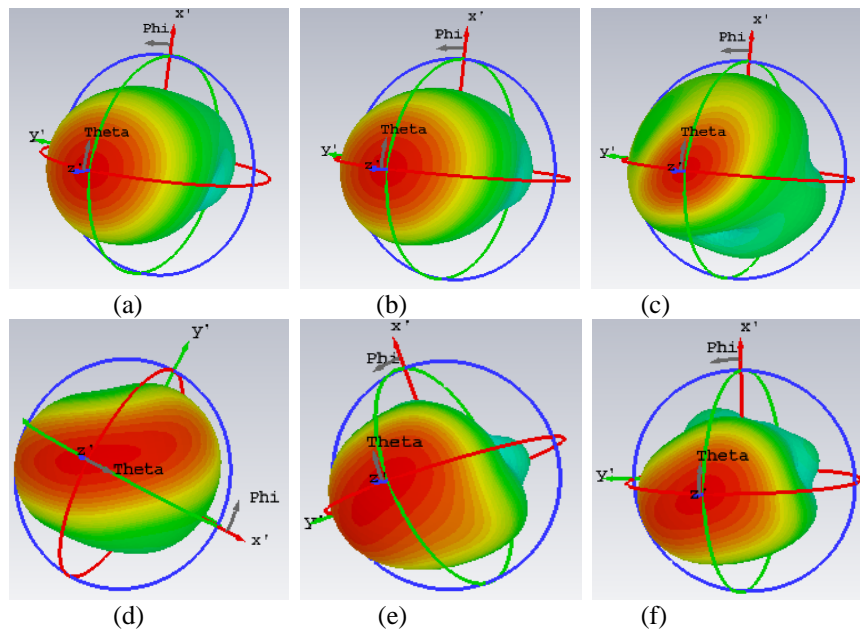 x' x' x'
Phi Phi Phi
y' Theta y' Theta y' Theta
z' z' z'
(a) (b) (c)
y' x' x'
Phi Phi
z' Theta Theta y' Theta
Phi z' z'
x' y'
(d) (e) (f)